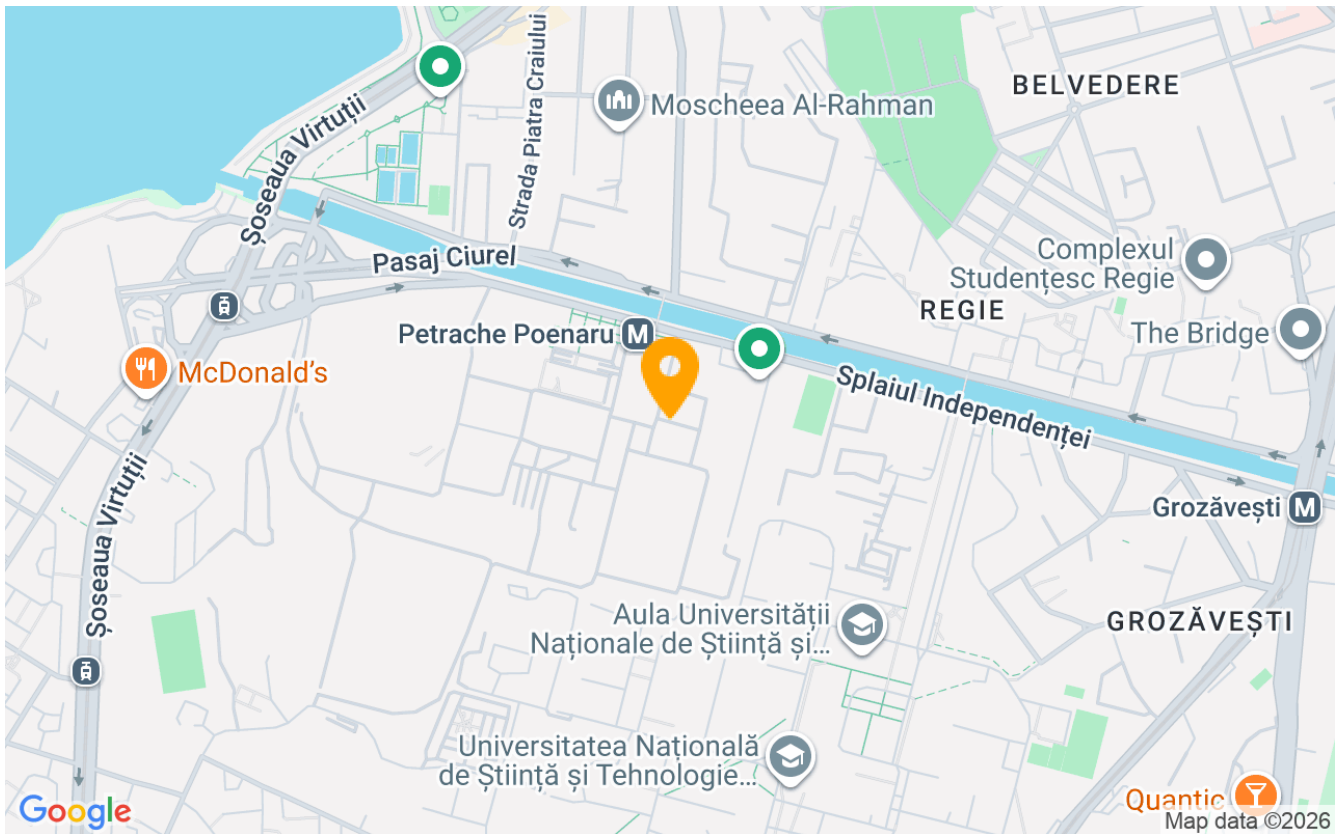 BELVEDERE
Moscheea Al-Rahman
Strada Piatra Craiului
Șoseaua Virtuții
Complexul
Studențesc Regie
Pasaj Ciurel
REGIE
Petrache Poenaru
M
The Bridge
McDonald's
Splaiul Independenței
Grozăvești
M
Șoseaua Virtuții
Aula Universității
Naționale de Știință și...
GROZĂVEȘTI
Universitatea Națională
de Știință și Tehnologie...
Quantic
Google
Map data ©2026